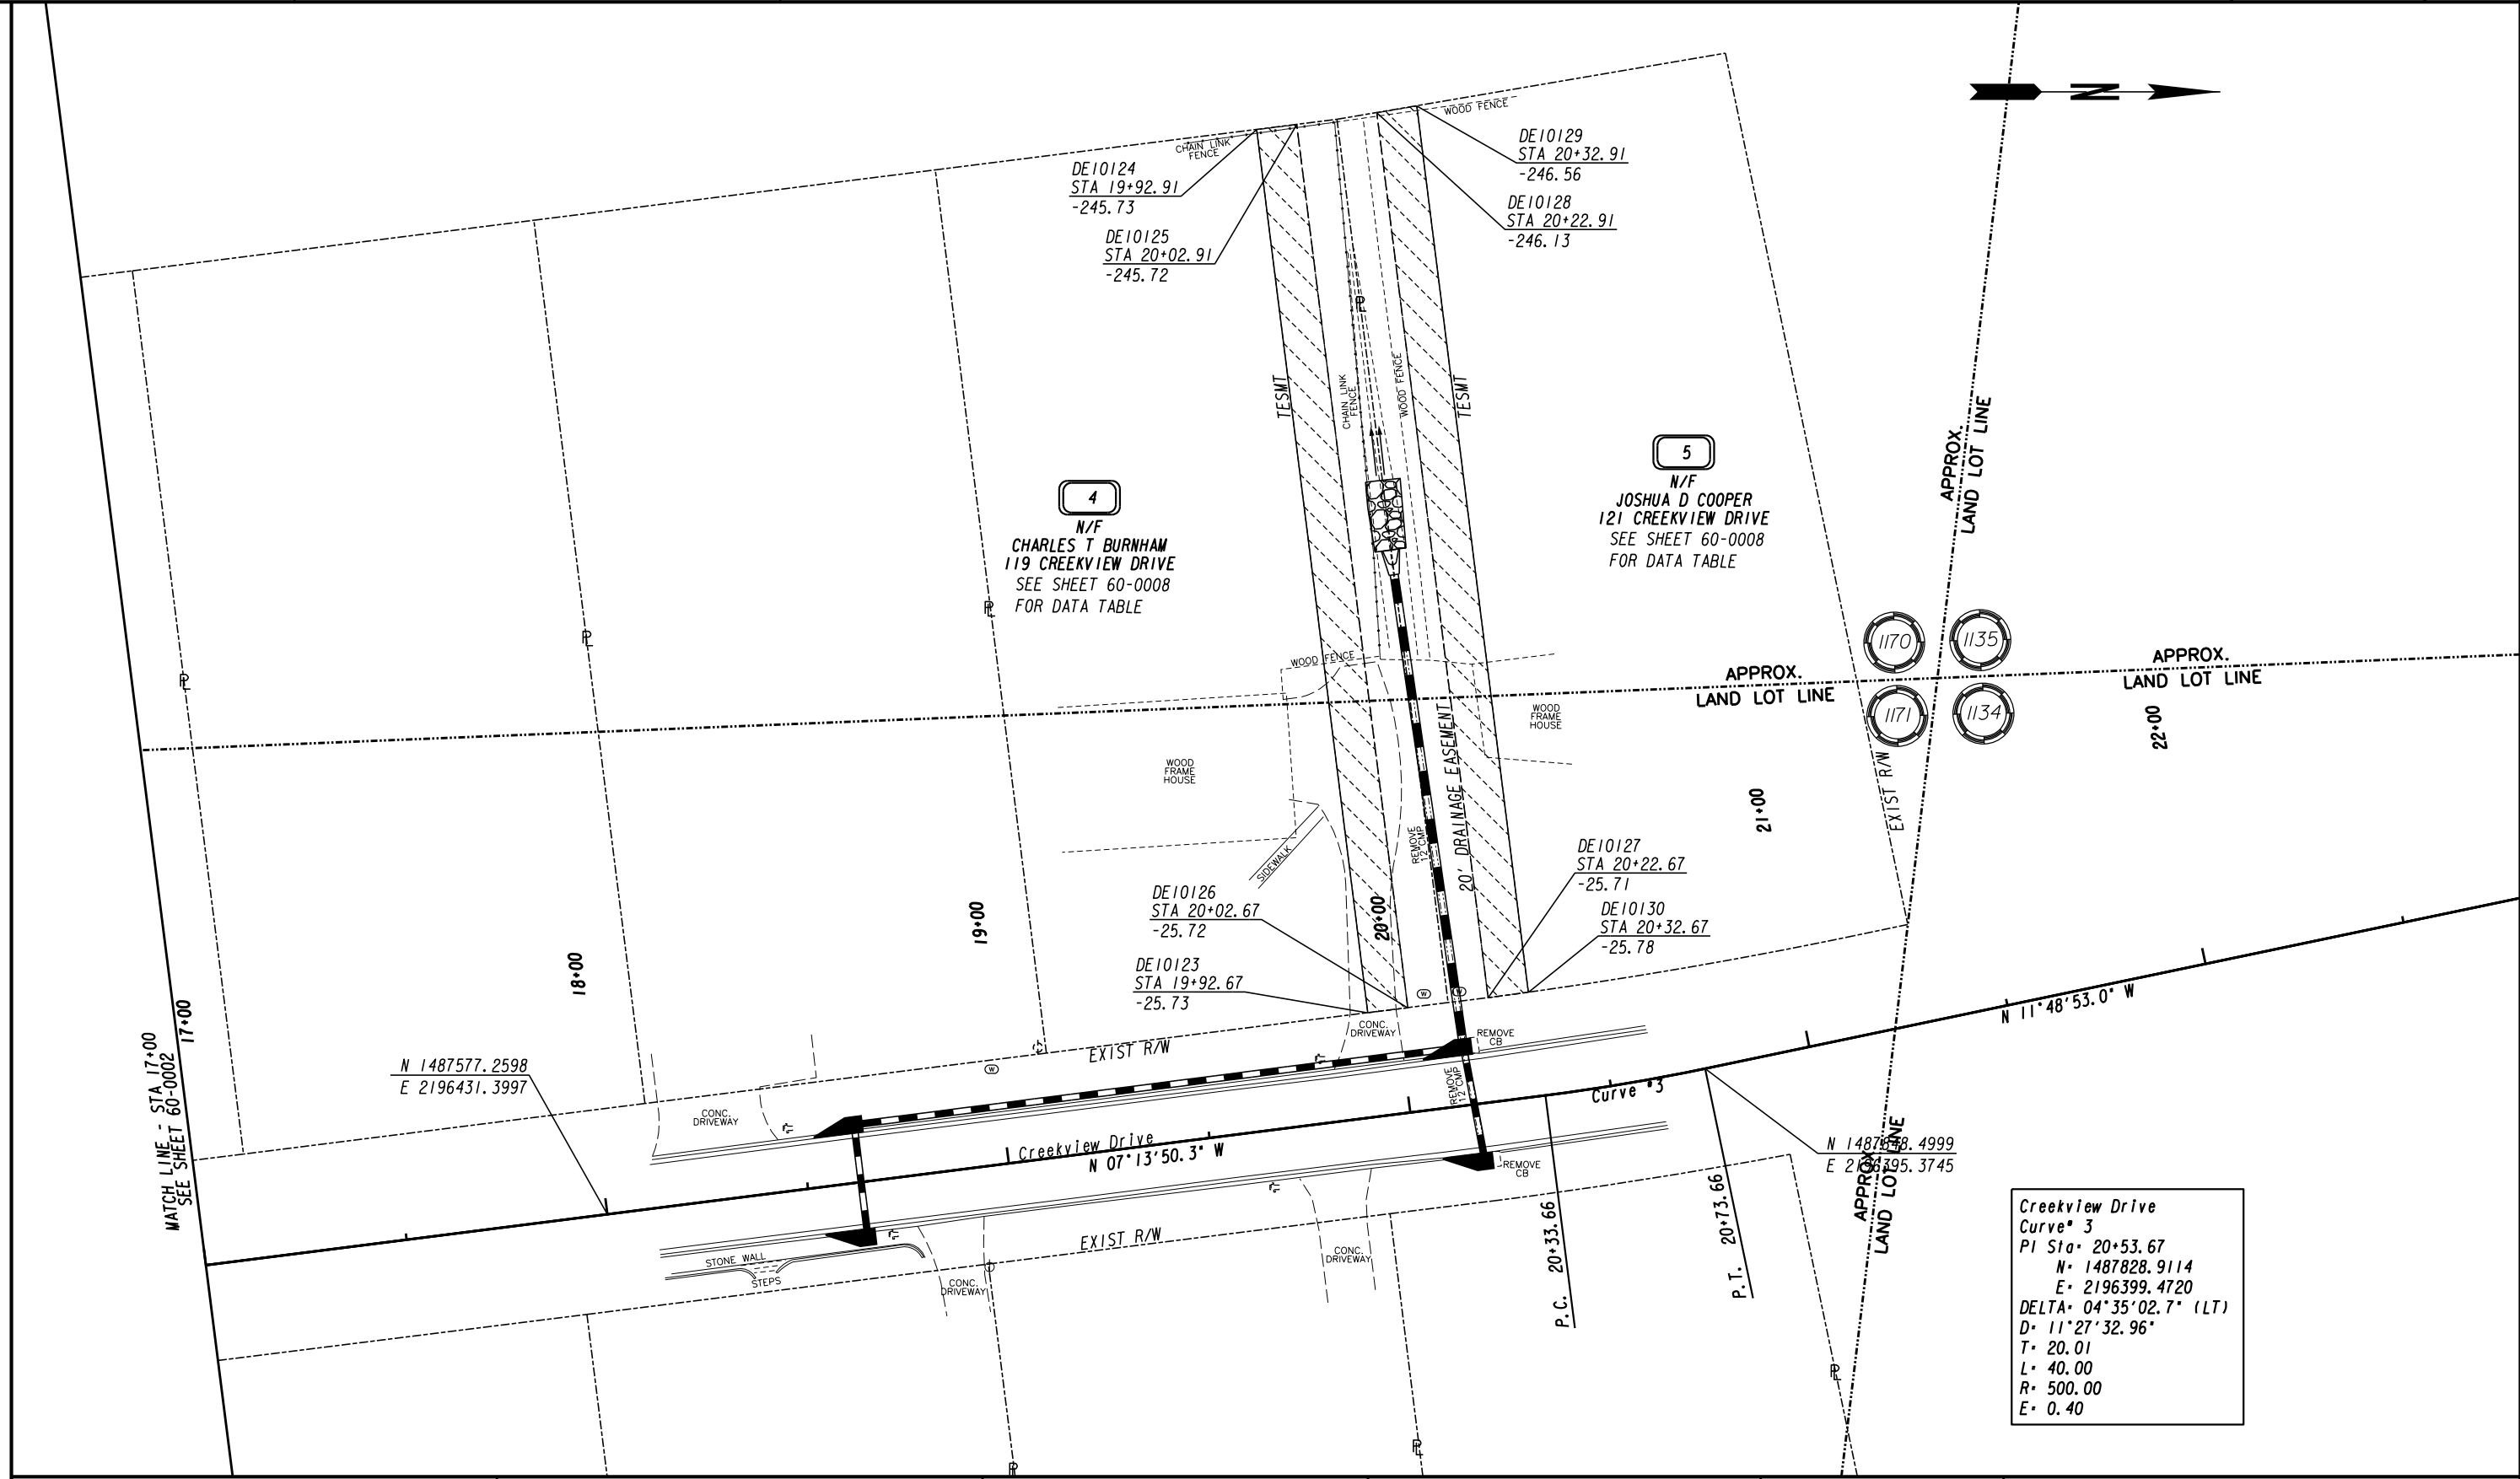 N
WOOD FENCE
CHAIN LINK
FENCE
DE10124
STA 19+92.91
-245.73
DE10125
STA 20+02.91
-245.72
DE10129
STA 20+32.91
-246.56
DE10128
STA 20+22.91
-246.13
TESMT
CHAIN LINK
FENCE
WOOD FENCE
TESMT
4
N/F
CHARLES T BURNHAM
119 CREEKVIEW DRIVE
SEE SHEET 60-0008
FOR DATA TABLE
5
N/F
JOSHUA D COOPER
121 CREEKVIEW DRIVE
SEE SHEET 60-0008
FOR DATA TABLE
APPROX.
LAND LOT LINE
1170
1135
1171
1134
APPROX.
LAND LOT LINE
APPROX.
LAND LOT LINE
WOOD FENCE
WOOD
FRAME
HOUSE
WOOD
FRAME
HOUSE
SIDEWALK
REMOVE
12" CMP
20' DRAINAGE EASEMENT
EXIST R/W
17+00
18+00
19+00
20+00
21+00
22+00
DE10126
STA 20+02.67
-25.72
DE10123
STA 19+92.67
-25.73
DE10127
STA 20+22.67
-25.71
DE10130
STA 20+32.67
-25.78
W
W
W
MATCH LINE - STA 17+00
SEE SHEET 60-0002
N 1487577.2598
E 2196431.3997
CONC.
DRIVEWAY
EXIST R/W
CONC.
DRIVEWAY
REMOVE
CB
REMOVE
12" CMP
Creekview Drive
N 07°13'50.3" W
Curve #3
N 11°48'53.0" W
REMOVE
CB
EXIST R/W
STONE WALL
STEPS
CONC.
DRIVEWAY
CONC.
DRIVEWAY
P.C. 20+33.66
P.T. 20+73.66
N 1487848.4999
E 2196395.3745
APPROX.
LAND LOT LINE
Creekview Drive
Curve# 3
PI Sta= 20+53.67
N= 1487828.9114
E= 2196399.4720
DELTA= 04°35'02.7" (LT)
D= 11°27'32.96"
T= 20.01
L= 40.00
R= 500.00
E= 0.40